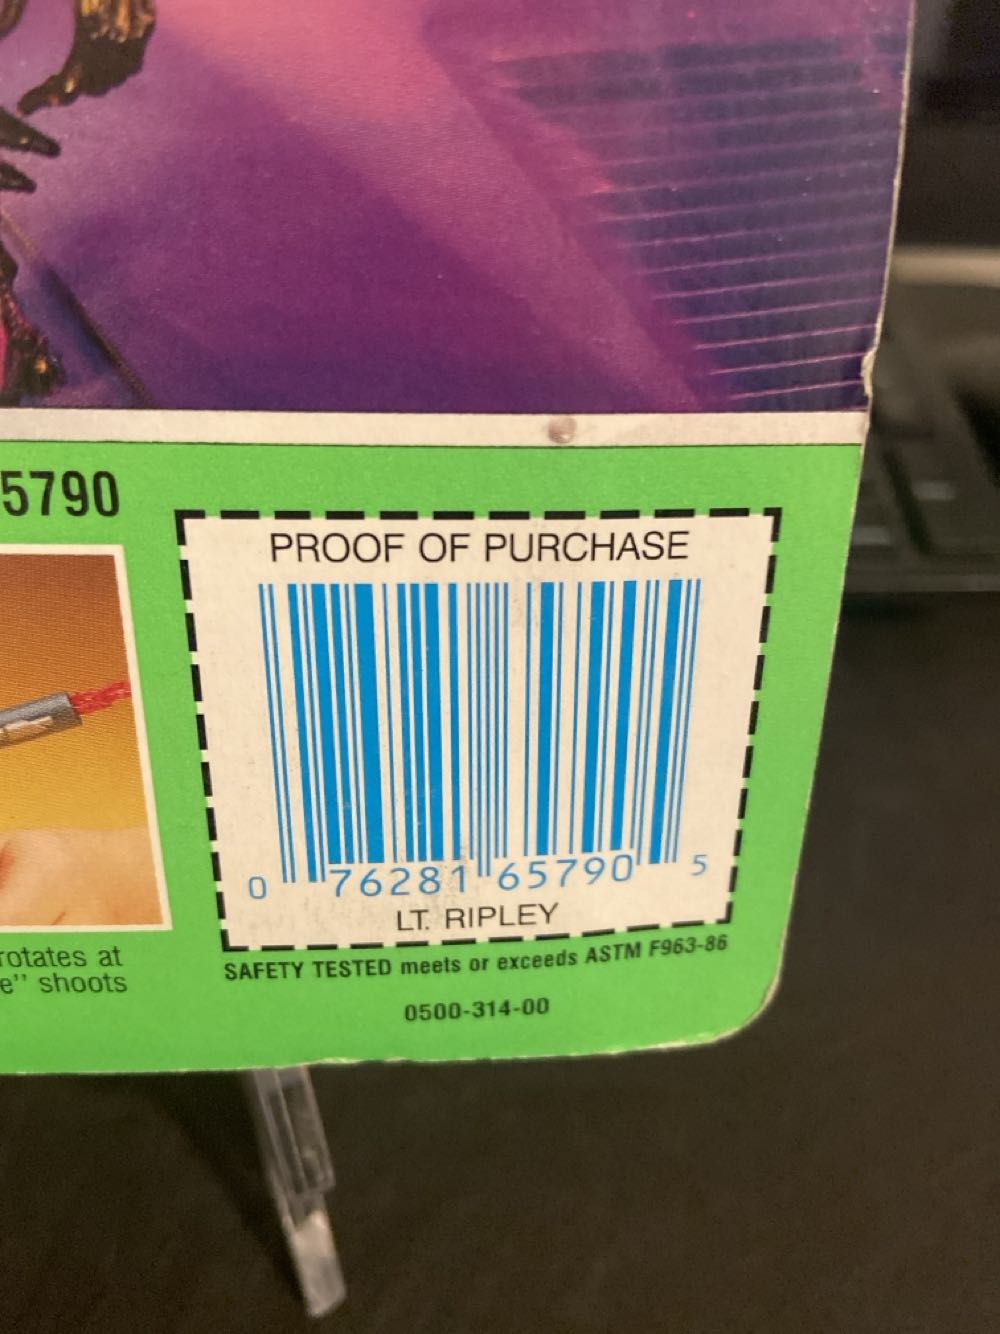 5790
PROOF OF PURCHASE
0 76281 65790 5
LT. RIPLEY
rotates at
e" shoots
SAFETY TESTED meets or exceeds ASTM F963-86
0500-314-00